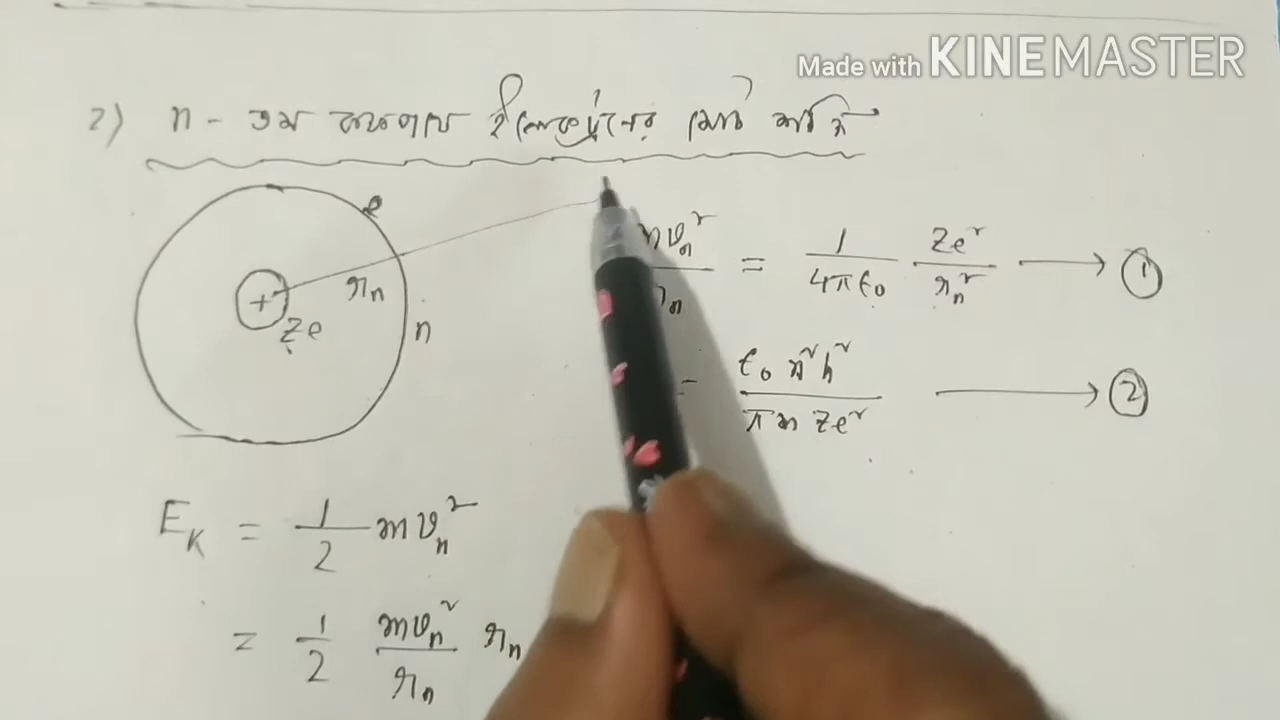 Made with KINEMASTER
2) n - তম কক্ষপথে ইলেকট্রনের মোট শক্তি
e
+
Ze
rₙ
n
mvₙ² / rₙ = 1/4πε₀ Ze²/rₙ² → ①
= ε₀ n²h² / πm Ze² → ②
E_K = 1/2 mvₙ²
= 1/2 mvₙ²/rₙ rₙ